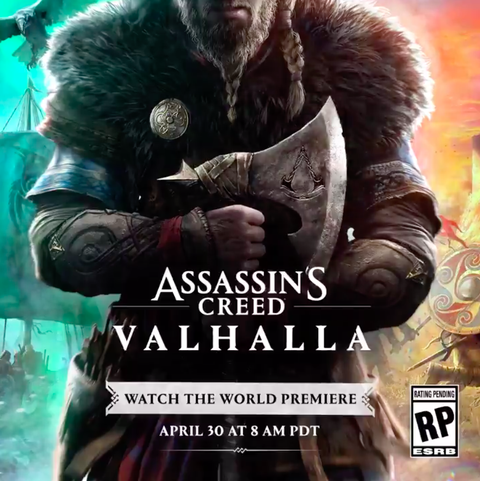 ASSASSIN'S
CREED
VALHALLA
WATCH THE WORLD PREMIERE
APRIL 30 AT 8 AM PDT
RATING PENDING
RP
ESRB